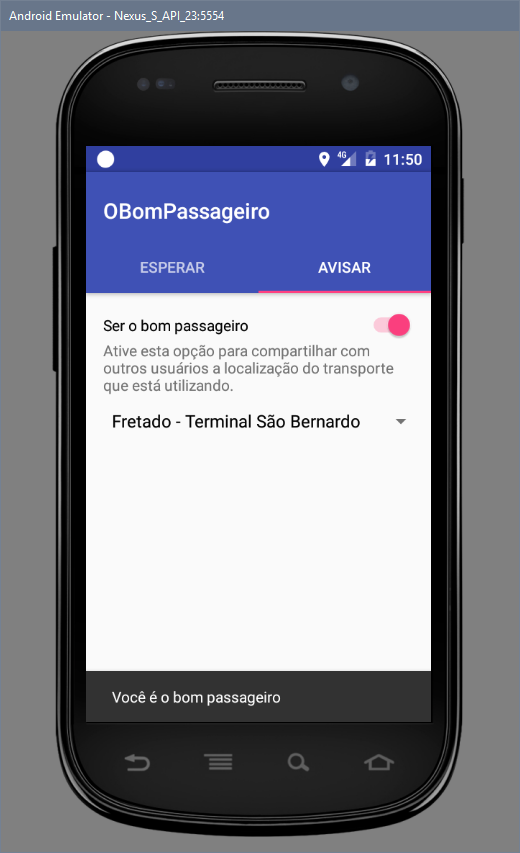 Android Emulator - Nexus_S_API_23:5554
4G
11:50
OBomPassageiro
ESPERAR
AVISAR
Ser o bom passageiro
Ative esta opção para compartilhar com
outros usuários a localização do transporte
que está utilizando.
Fretado - Terminal São Bernardo
Você é o bom passageiro